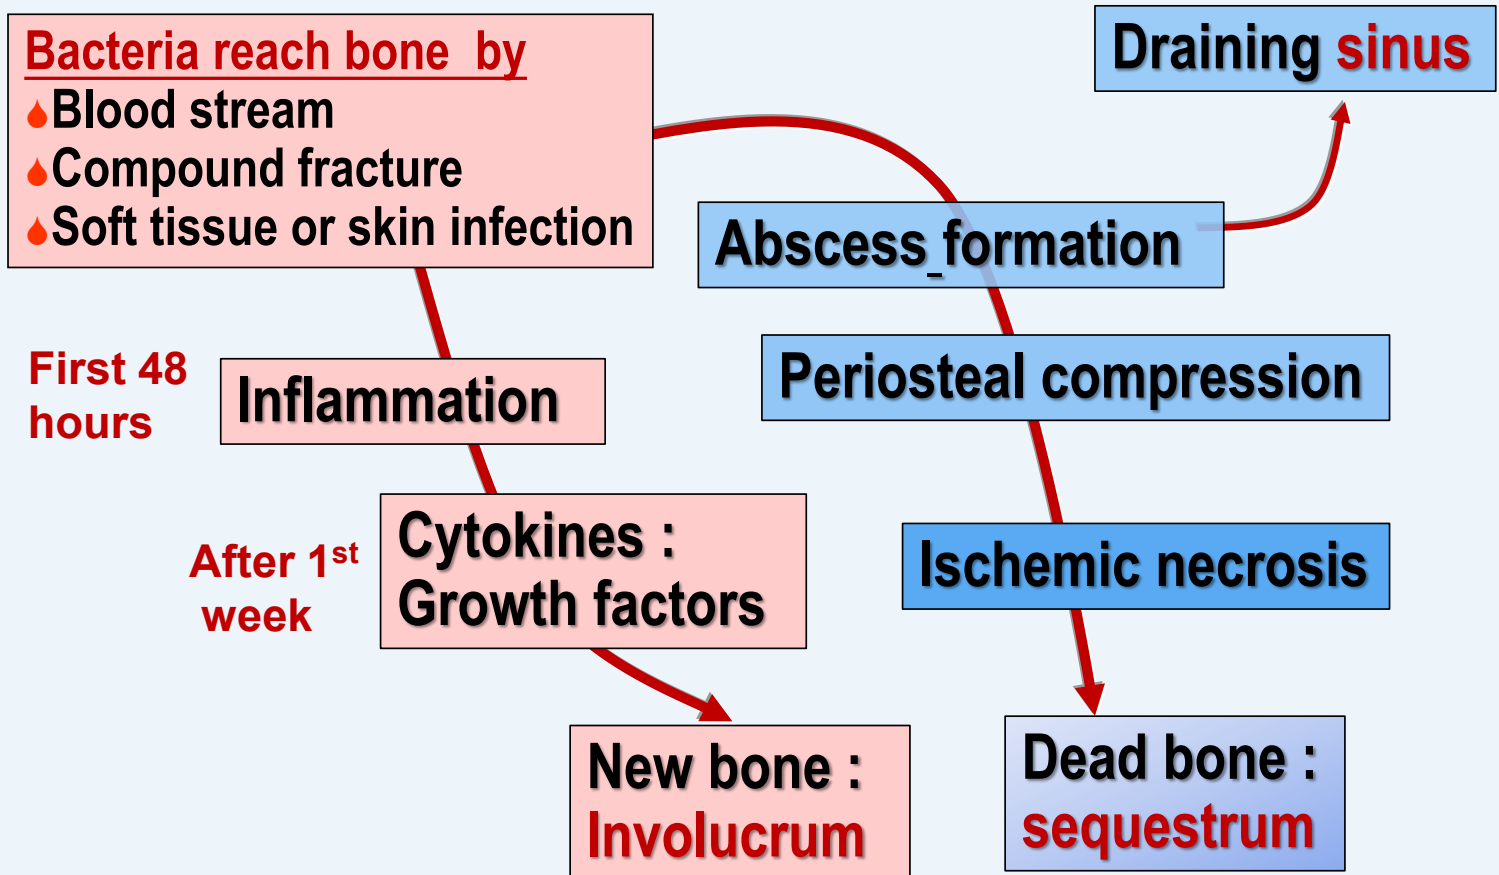 Bacteria reach bone by
Blood stream
Compound fracture
Soft tissue or skin infection
Draining sinus
Abscess formation
Periosteal compression
First 48
hours
Inflammation
After 1st
week
Cytokines :
Growth factors
Ischemic necrosis
New bone :
Involucrum
Dead bone :
sequestrum